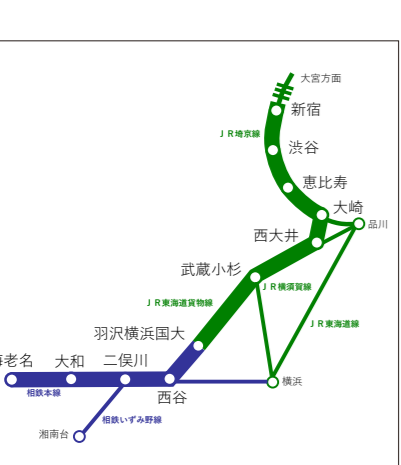 大宮方面
新宿
ＪＲ埼京線
渋谷
恵比寿
大崎
品川
西大井
武蔵小杉
ＪＲ横須賀線
ＪＲ東海道貨物線
ＪＲ東海道線
羽沢横浜国大
海老名
大和
二俣川
横浜
相鉄本線
西谷
相鉄いずみ野線
湘南台